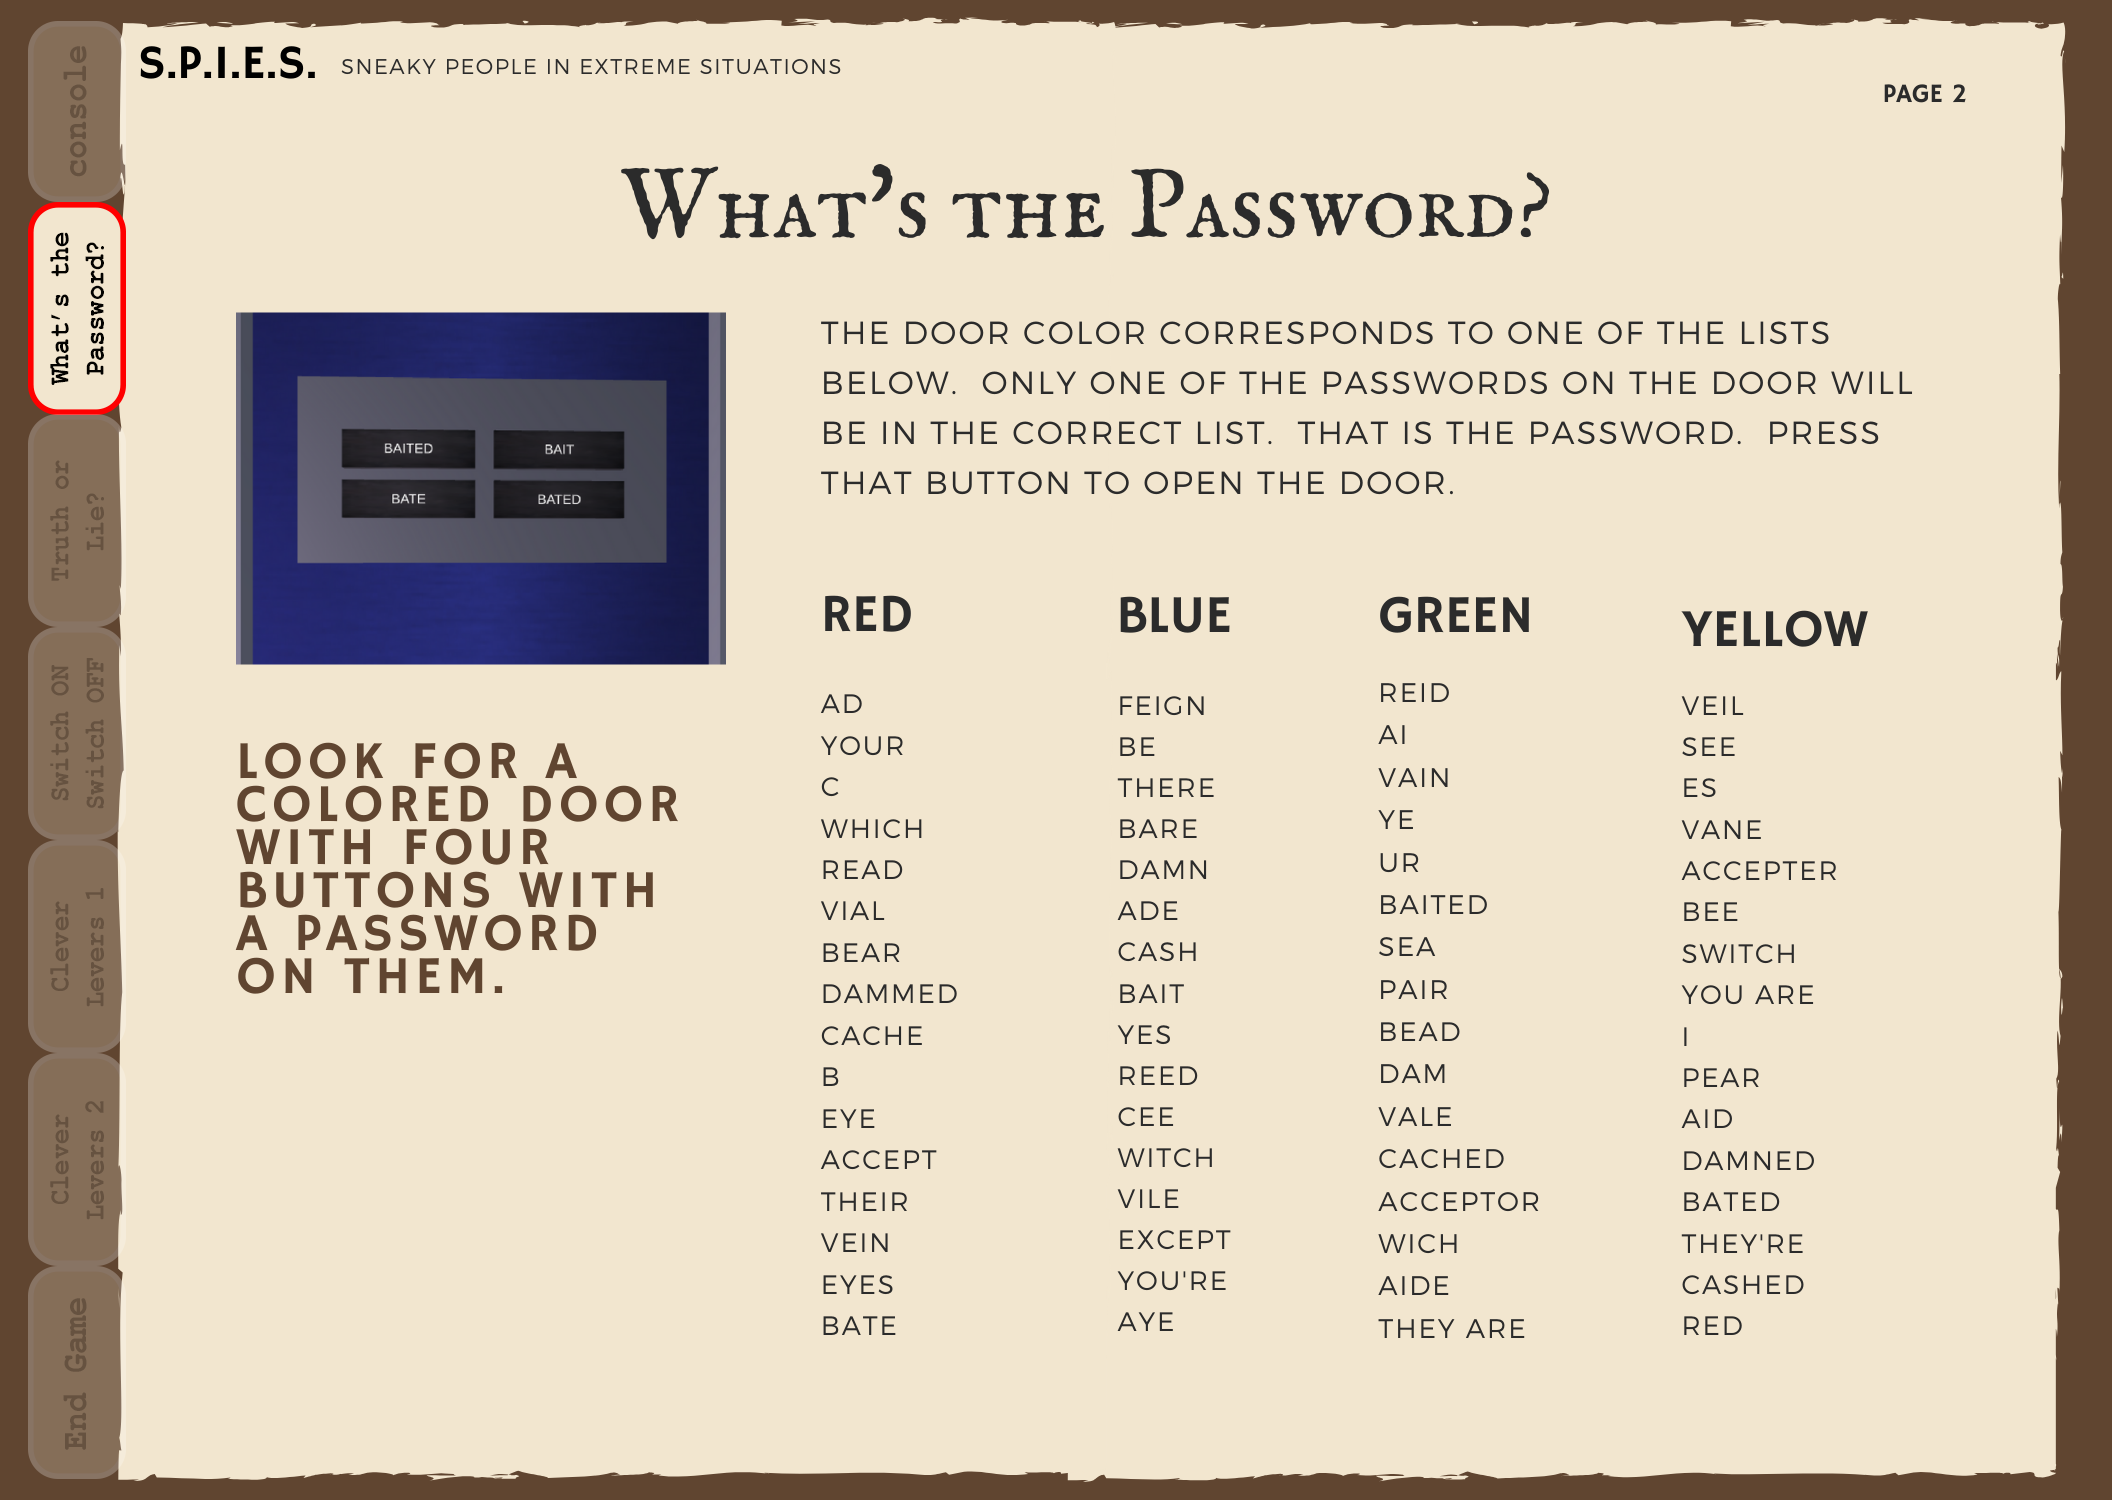 S.P.I.E.S. SNEAKY PEOPLE IN EXTREME SITUATIONS
PAGE 2
console
What's the
Password?
Truth or
Lie?
Switch ON
Switch OFF
Clever
Levers 1
Clever
Levers 2
End Game
What's the Password?
BAITED BAIT
BATE BATED
THE DOOR COLOR CORRESPONDS TO ONE OF THE LISTS
BELOW. ONLY ONE OF THE PASSWORDS ON THE DOOR WILL
BE IN THE CORRECT LIST. THAT IS THE PASSWORD. PRESS
THAT BUTTON TO OPEN THE DOOR.
LOOK FOR A
COLORED DOOR
WITH FOUR
BUTTONS WITH
A PASSWORD
ON THEM.
RED
AD
YOUR
C
WHICH
READ
VIAL
BEAR
DAMMED
CACHE
B
EYE
ACCEPT
THEIR
VEIN
EYES
BATE
BLUE
FEIGN
BE
THERE
BARE
DAMN
ADE
CASH
BAIT
YES
REED
CEE
WITCH
VILE
EXCEPT
YOU'RE
AYE
GREEN
REID
AI
VAIN
YE
UR
BAITED
SEA
PAIR
BEAD
DAM
VALE
CACHED
ACCEPTOR
WICH
AIDE
THEY ARE
YELLOW
VEIL
SEE
ES
VANE
ACCEPTER
BEE
SWITCH
YOU ARE
I
PEAR
AID
DAMNED
BATED
THEY'RE
CASHED
RED